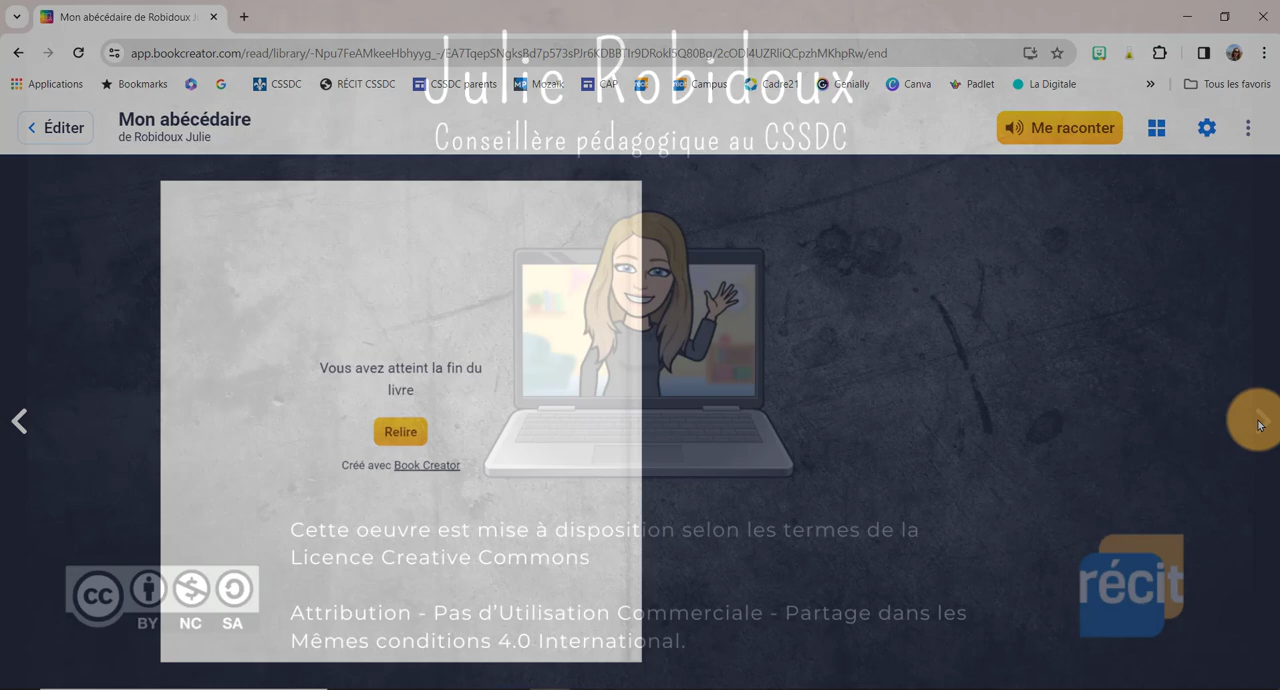 Mon abécédaire de Robidoux J
app.bookcreator.com/read/library/-Npu7FeAMkeeHbhyyg_-/EA7TqepSNgksBd7p573sPJr6KDBBT1r9DRokl5Q80Bg/2cODl4UZRliQCpzhMKhpRw/end
Applications Bookmarks CSSDC RÉCIT CSSDC CSSDC parents Mozaïk CAP Campus Cadre21 Genially Canva Padlet La Digitale » Tous les favoris
Julie Robidoux
Éditer
Mon abécédaire
de Robidoux Julie
Me raconter
Conseillère pédagogique au CSSDC
Vous avez atteint la fin du
livre
Relire
Créé avec Book Creator
Cette oeuvre est mise à disposition selon les termes de la
Licence Creative Commons
Attribution - Pas d'Utilisation Commerciale - Partage dans les
Mêmes conditions 4.0 International.
cc
BY NC SA
récit